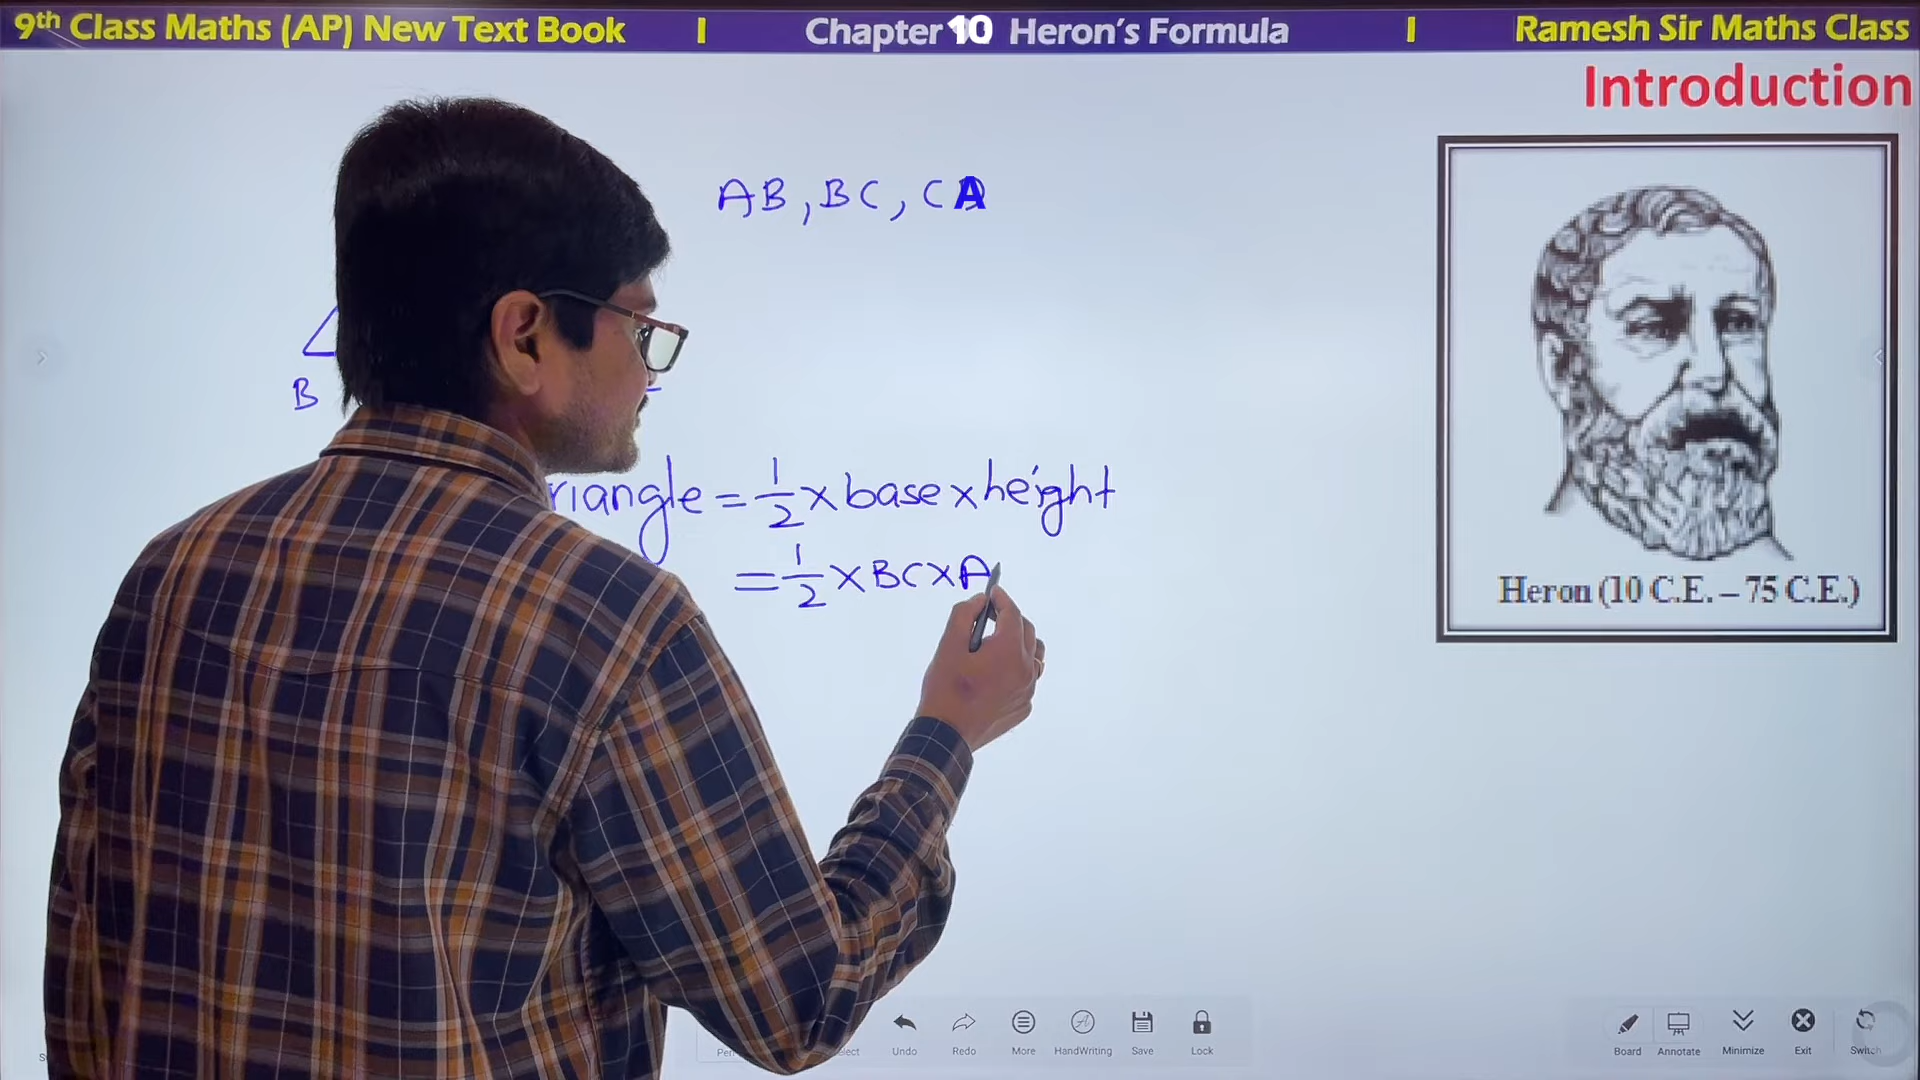 9th Class Maths (AP) New Text Book I Chapter 10 Heron's Formula I Ramesh Sir Maths Class
Introduction
AB, BC, CA
B
riangle = 1/2 x base x height
= 1/2 x BC x A
Heron (10 C.E. – 75 C.E.)
Undo Redo More HandWriting Save Lock
Board Annotate Minimize Exit Switch